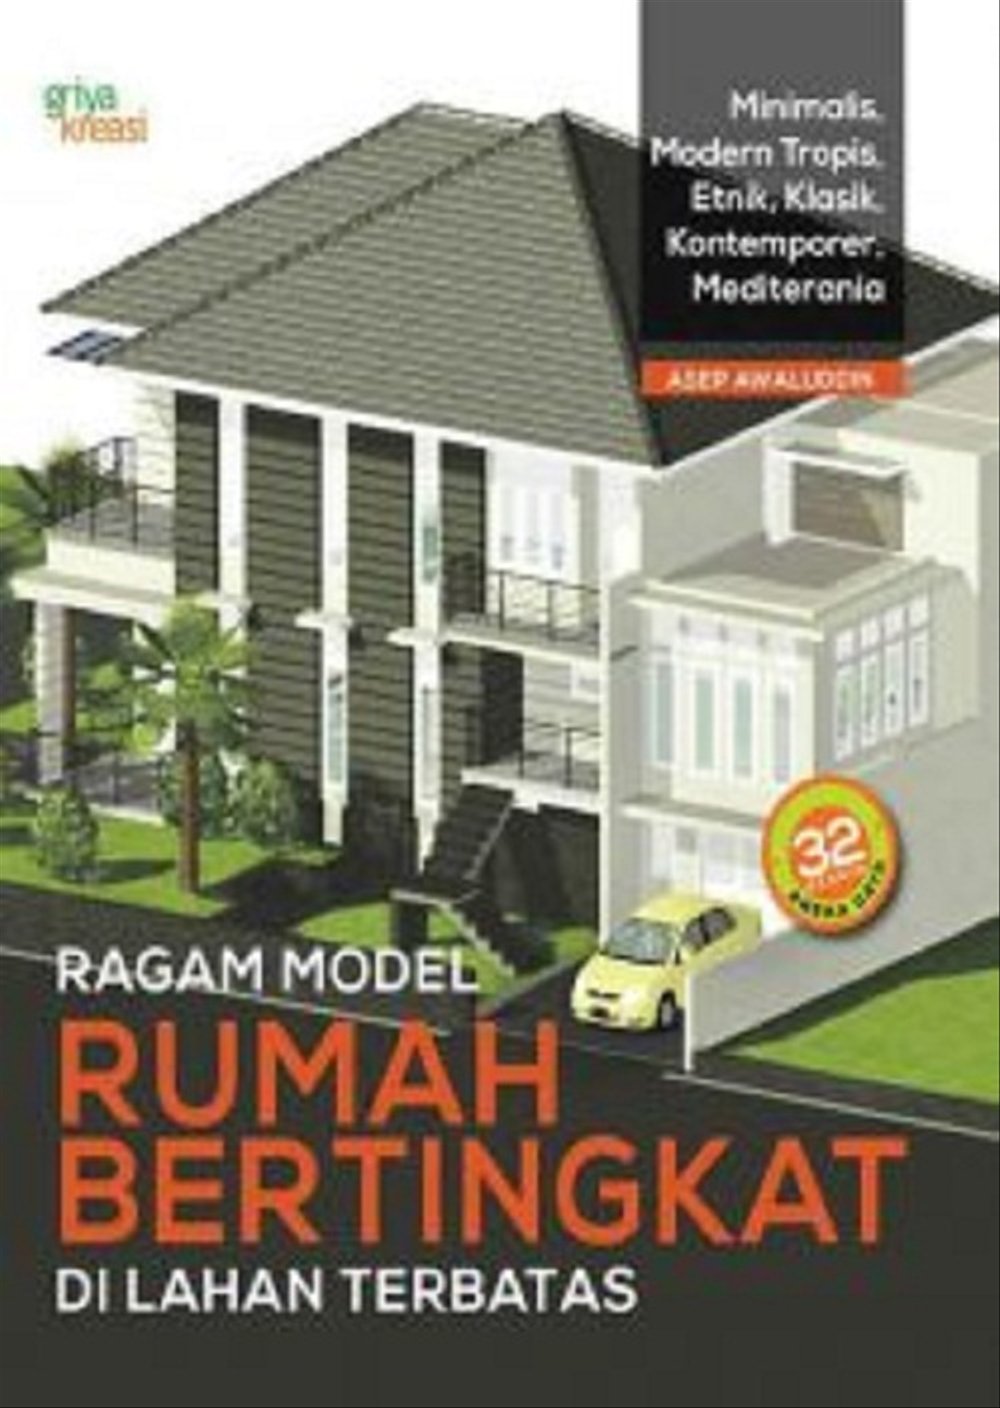 griya
kreasi
Minimalis,
Modern Tropis,
Etnik, Klasik,
Kontemporer,
Mediterania
ASEP AWALUDDIN
32
RAGAM MODEL
RUMAH
BERTINGKAT
DI LAHAN TERBATAS